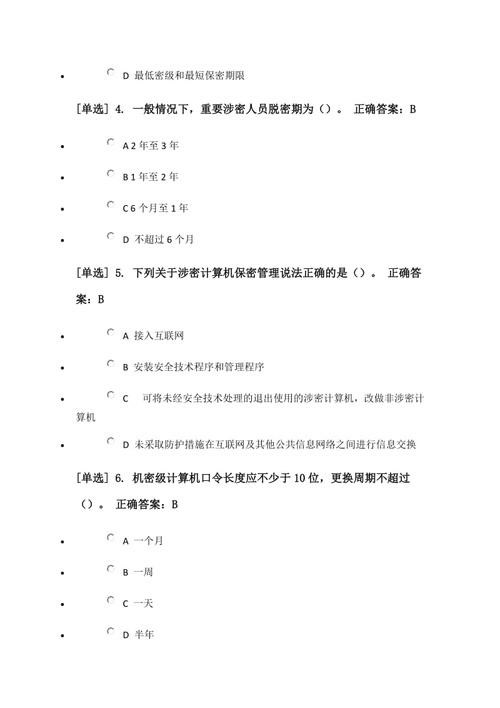 D 最低密级和最短保密期限
[单选] 4. 一般情况下，重要涉密人员脱密期为（）。 正确答案：B
A 2 年至 3 年
B 1 年至 2 年
C 6 个月至 1 年
D 不超过 6 个月
[单选] 5. 下列关于涉密计算机保密管理说法正确的是（）。 正确答
案：B
A 接入互联网
B 安装安全技术程序和管理程序
C 可将未经安全技术处理的退出使用的涉密计算机，改做非涉密计
算机
D 未采取防护措施在互联网及其他公共信息网络之间进行信息交换
[单选] 6. 机密级计算机口令长度应不少于 10 位，更换周期不超过
（）。 正确答案：B
A 一个月
B 一周
C 一天
D 半年